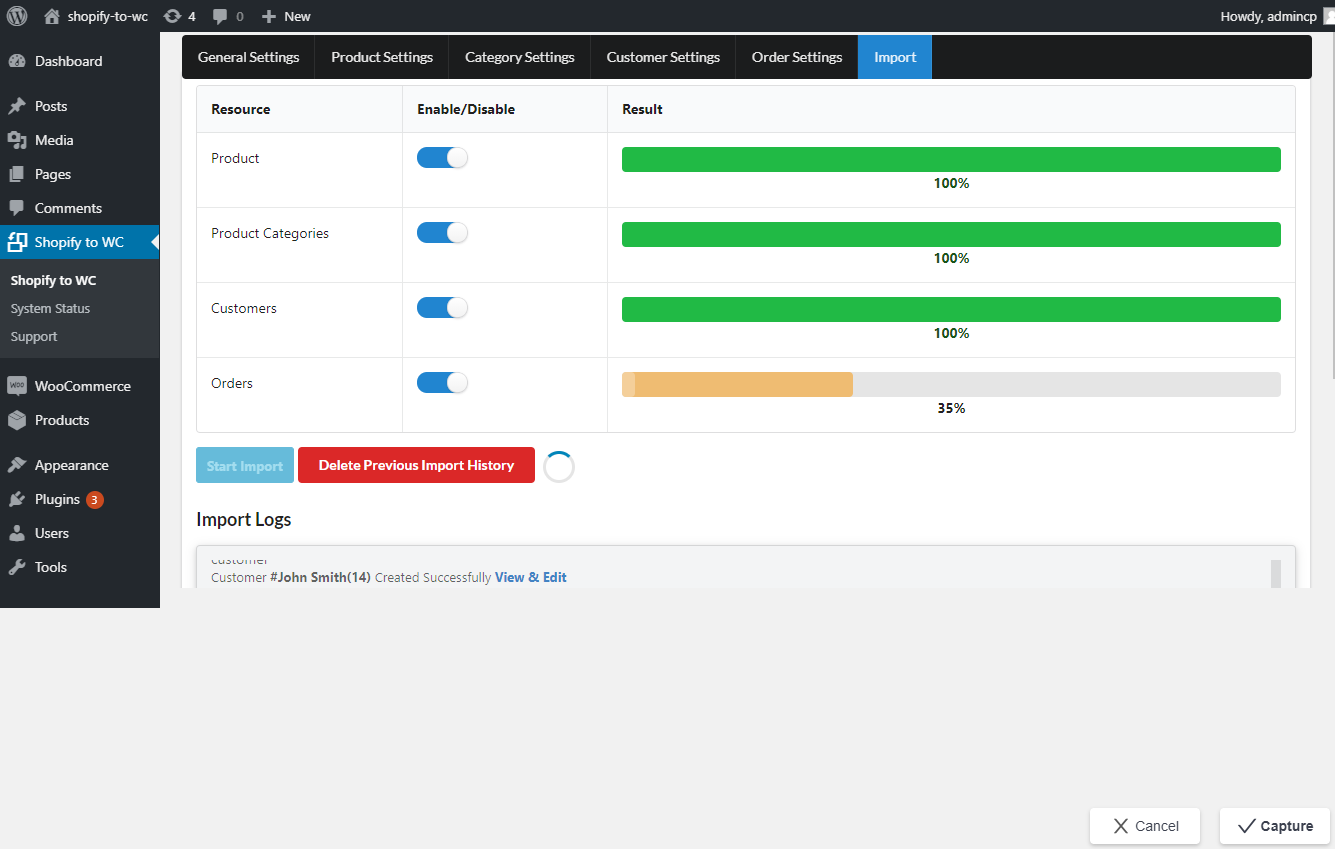 shopify-to-wc 4 0 New Howdy, admincp
Dashboard
Posts
Media
Pages
Comments
Shopify to WC
Shopify to WC
System Status
Support
WOO WooCommerce
Products
Appearance
Plugins 3
Users
Tools
General Settings Product Settings Category Settings Customer Settings Order Settings Import
Resource Enable/Disable Result
Product
100%
Product Categories
100%
Customers
100%
Orders
35%
Start Import Delete Previous Import History
Import Logs
customer
Customer #John Smith(14) Created Successfully View & Edit
Cancel Capture